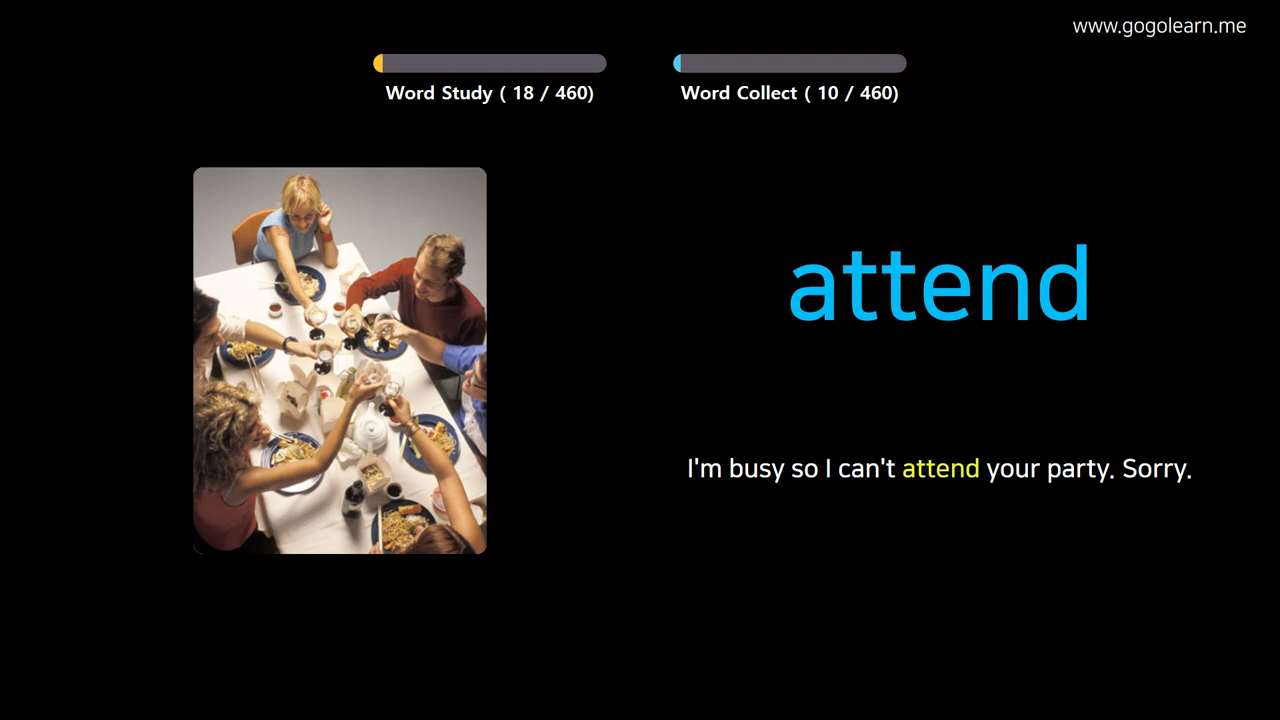 www.gogolearn.me
Word Study ( 18 / 460)
Word Collect ( 10 / 460)
attend
I'm busy so I can't attend your party. Sorry.